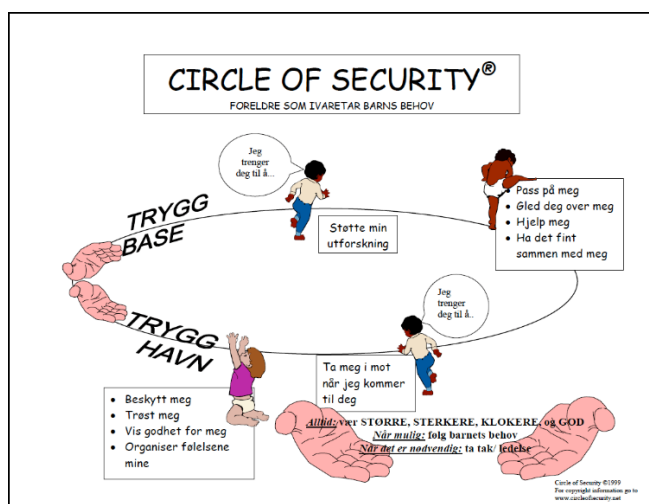 CIRCLE OF SECURITY®
FORELDRE SOM IVARETAR BARNS BEHOV
Jeg
trenger
deg til å...
TRYGG
BASE
Støtte min
utforskning
• Pass på meg
• Gled deg over meg
• Hjelp meg
• Ha det fint
sammen med meg
TRYGG
HAVN
Jeg
trenger
deg til å..
Ta meg i mot
når jeg kommer
til deg
• Beskytt meg
• Trøst meg
• Vis godhet for meg
• Organiser følelsene
mine
Alltid: vær STØRRE, STERKERE, KLOKERE, og GOD
Når mulig: følg barnets behov
Når det er nødvendig: ta tak/ ledelse
Circle of Security ©1999
For copyright information go to
www.circleofsecurity.net